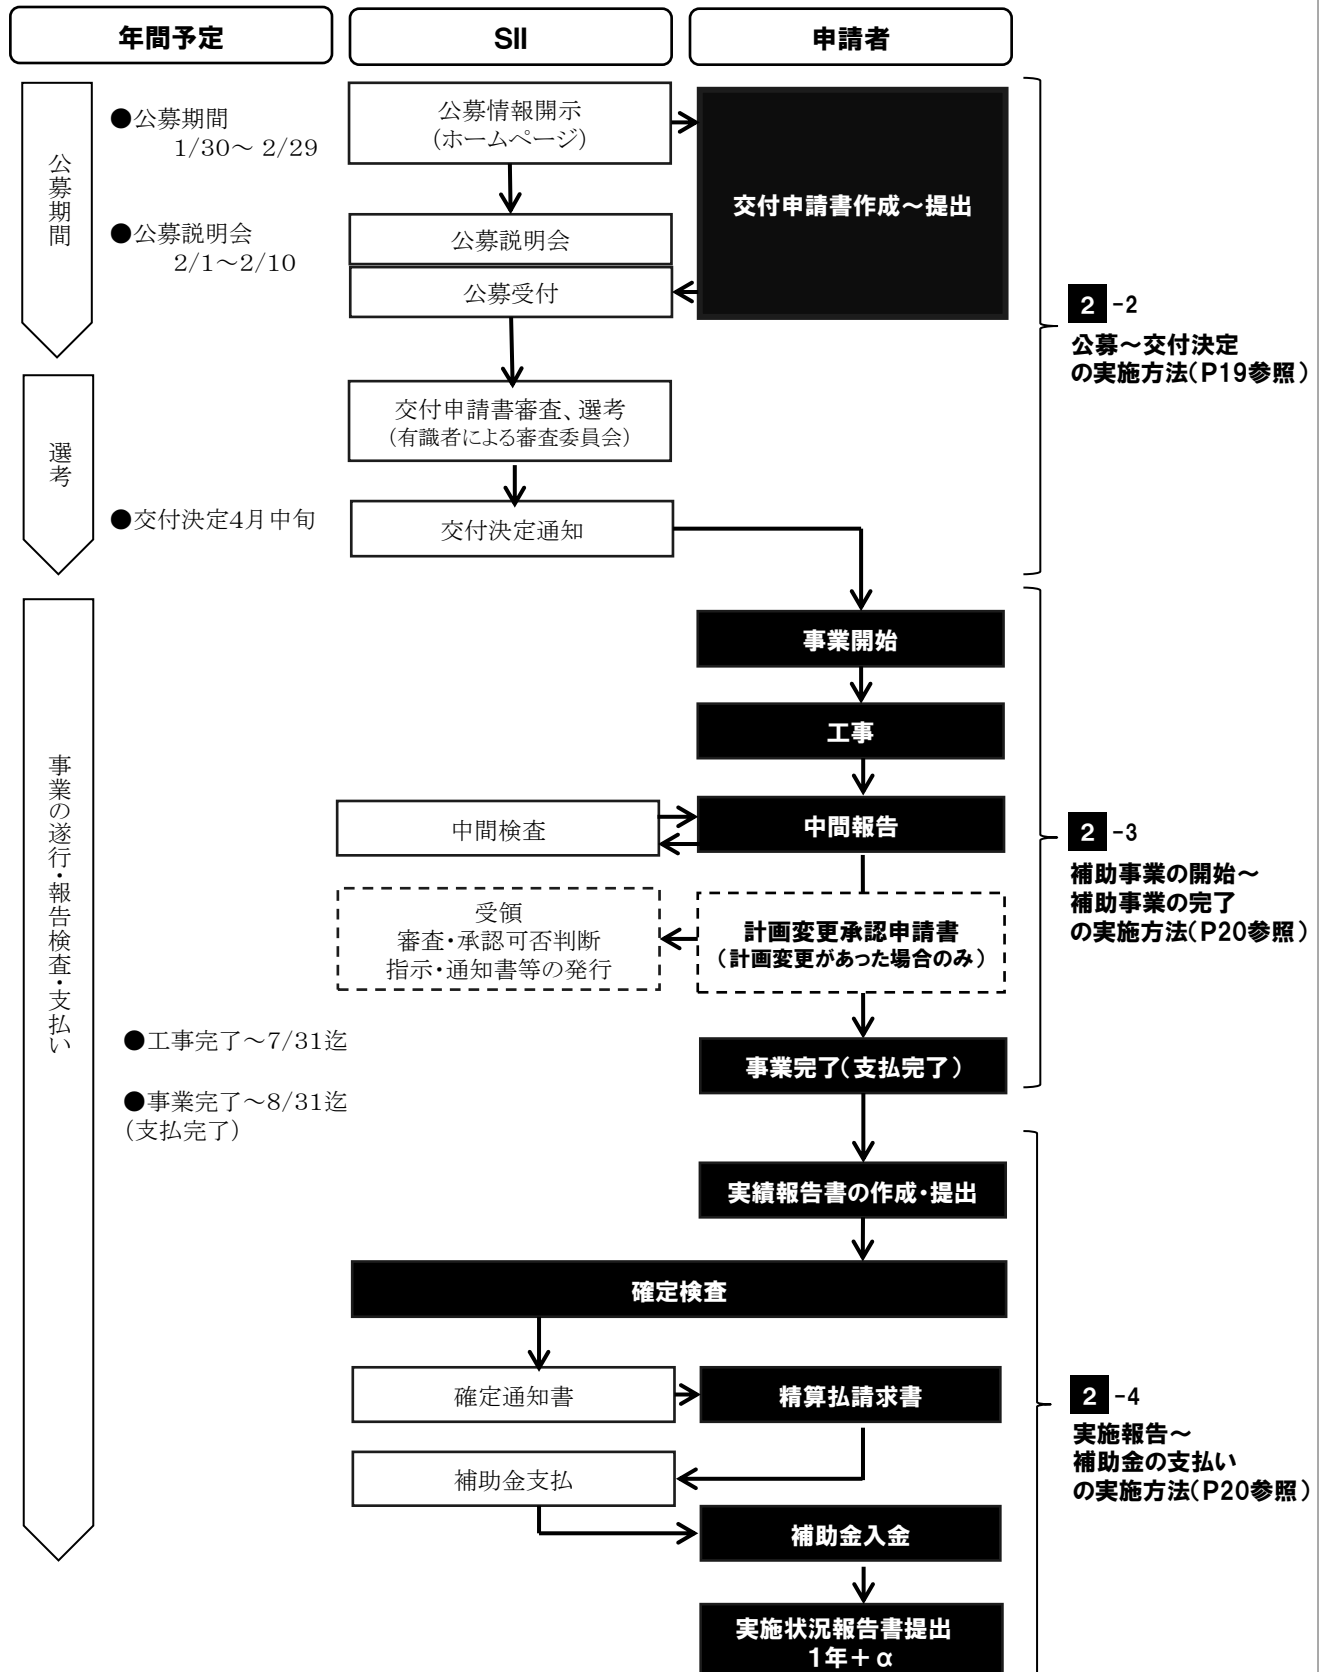 年間予定
SII
申請者
公募期間
●公募期間
1/30～ 2/29
●公募説明会
2/1～2/10
公募情報開示
（ホームページ）
交付申請書作成～提出
公募説明会
公募受付
2 -2
公募～交付決定
の実施方法（P19参照）
選考
交付申請書審査、選考
（有識者による審査委員会）
●交付決定4月中旬
交付決定通知
事業の遂行・報告検査・支払い
事業開始
工事
中間検査
中間報告
2 -3
補助事業の開始～
補助事業の完了
の実施方法（P20参照）
受領
審査・承認可否判断
指示・通知書等の発行
計画変更承認申請書
（計画変更があった場合のみ）
●工事完了～7/31迄
事業完了（支払完了）
●事業完了～8/31迄
（支払完了）
実績報告書の作成・提出
確定検査
確定通知書
精算払請求書
2 -4
実施報告～
補助金の支払い
の実施方法（P20参照）
補助金支払
補助金入金
実施状況報告書提出
1年＋α